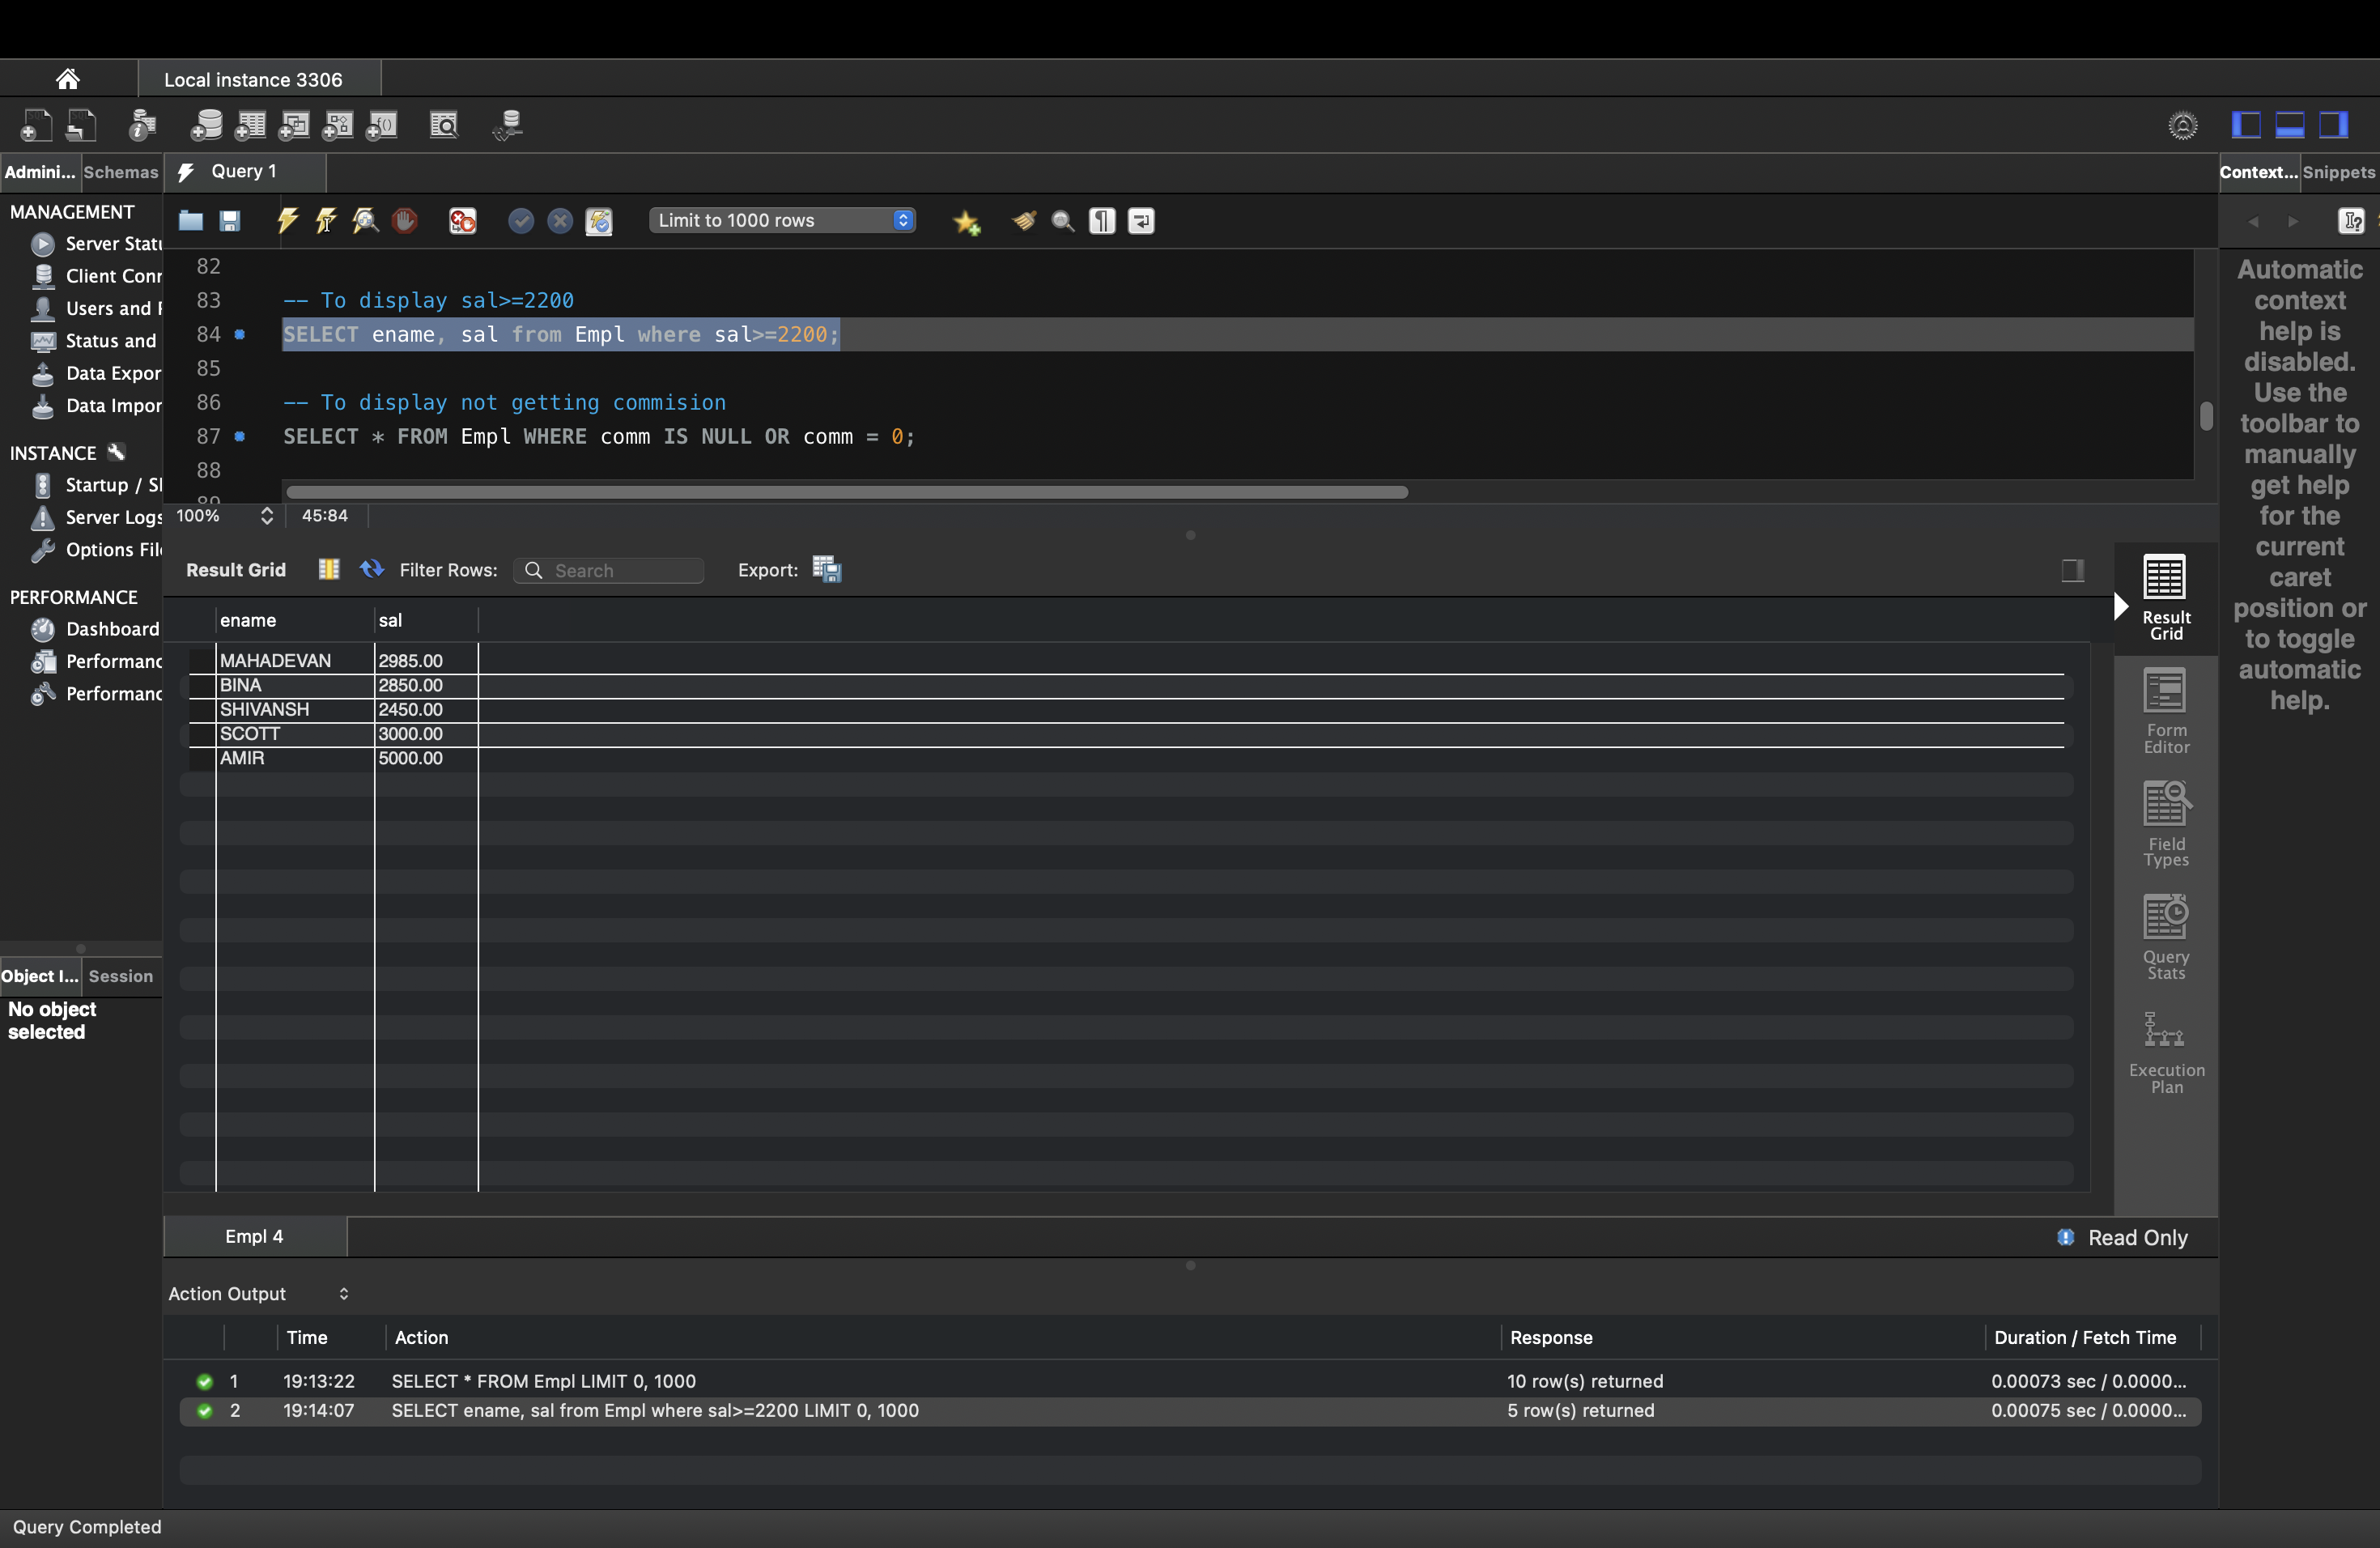 Local instance 3306
Admini... Schemas
Query 1
Context... Snippets
MANAGEMENT
Server Statu
Client Conn
Users and
Status and
Data Expor
Data Impor
INSTANCE
Startup / Sh
Server Logs
Options File
PERFORMANCE
Dashboard
Performanc
Performanc
Object I... Session
No object
selected
Limit to 1000 rows
82
83 -- To display sal>=2200
84 SELECT ename, sal from Empl where sal>=2200;
85
86 -- To display not getting commision
87 SELECT * FROM Empl WHERE comm IS NULL OR comm = 0;
88
89
100% 45:84
Result Grid Filter Rows: Search Export:
ename sal
MAHADEVAN 2985.00
BINA 2850.00
SHIVANSH 2450.00
SCOTT 3000.00
AMIR 5000.00
Result
Grid
Form
Editor
Field
Types
Query
Stats
Execution
Plan
Automatic
context
help is
disabled.
Use the
toolbar to
manually
get help
for the
current
caret
position or
to toggle
automatic
help.
Empl 4 Read Only
Action Output
Time Action Response Duration / Fetch Time
1 19:13:22 SELECT * FROM Empl LIMIT 0, 1000 10 row(s) returned 0.00073 sec / 0.0000...
2 19:14:07 SELECT ename, sal from Empl where sal>=2200 LIMIT 0, 1000 5 row(s) returned 0.00075 sec / 0.0000...
Query Completed